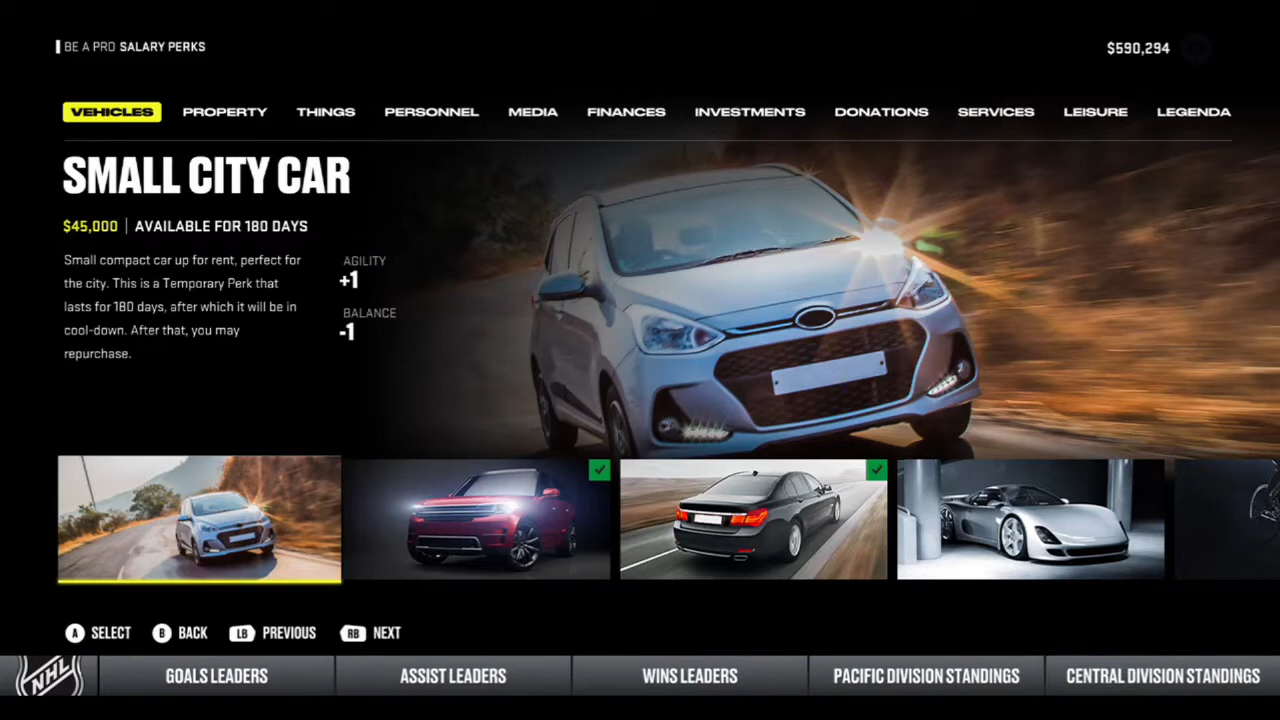 BE A PRO SALARY PERKS
$590,294
VEHICLES PROPERTY THINGS PERSONNEL MEDIA FINANCES INVESTMENTS DONATIONS SERVICES LEISURE LEGENDA
SMALL CITY CAR
$45,000 | AVAILABLE FOR 180 DAYS
Small compact car up for rent, perfect for
the city. This is a Temporary Perk that
lasts for 180 days, after which it will be in
cool-down. After that, you may
repurchase.
AGILITY
+1
BALANCE
-1
A SELECT B BACK LB PREVIOUS RB NEXT
NHL GOALS LEADERS ASSIST LEADERS WINS LEADERS PACIFIC DIVISION STANDINGS CENTRAL DIVISION STANDINGS